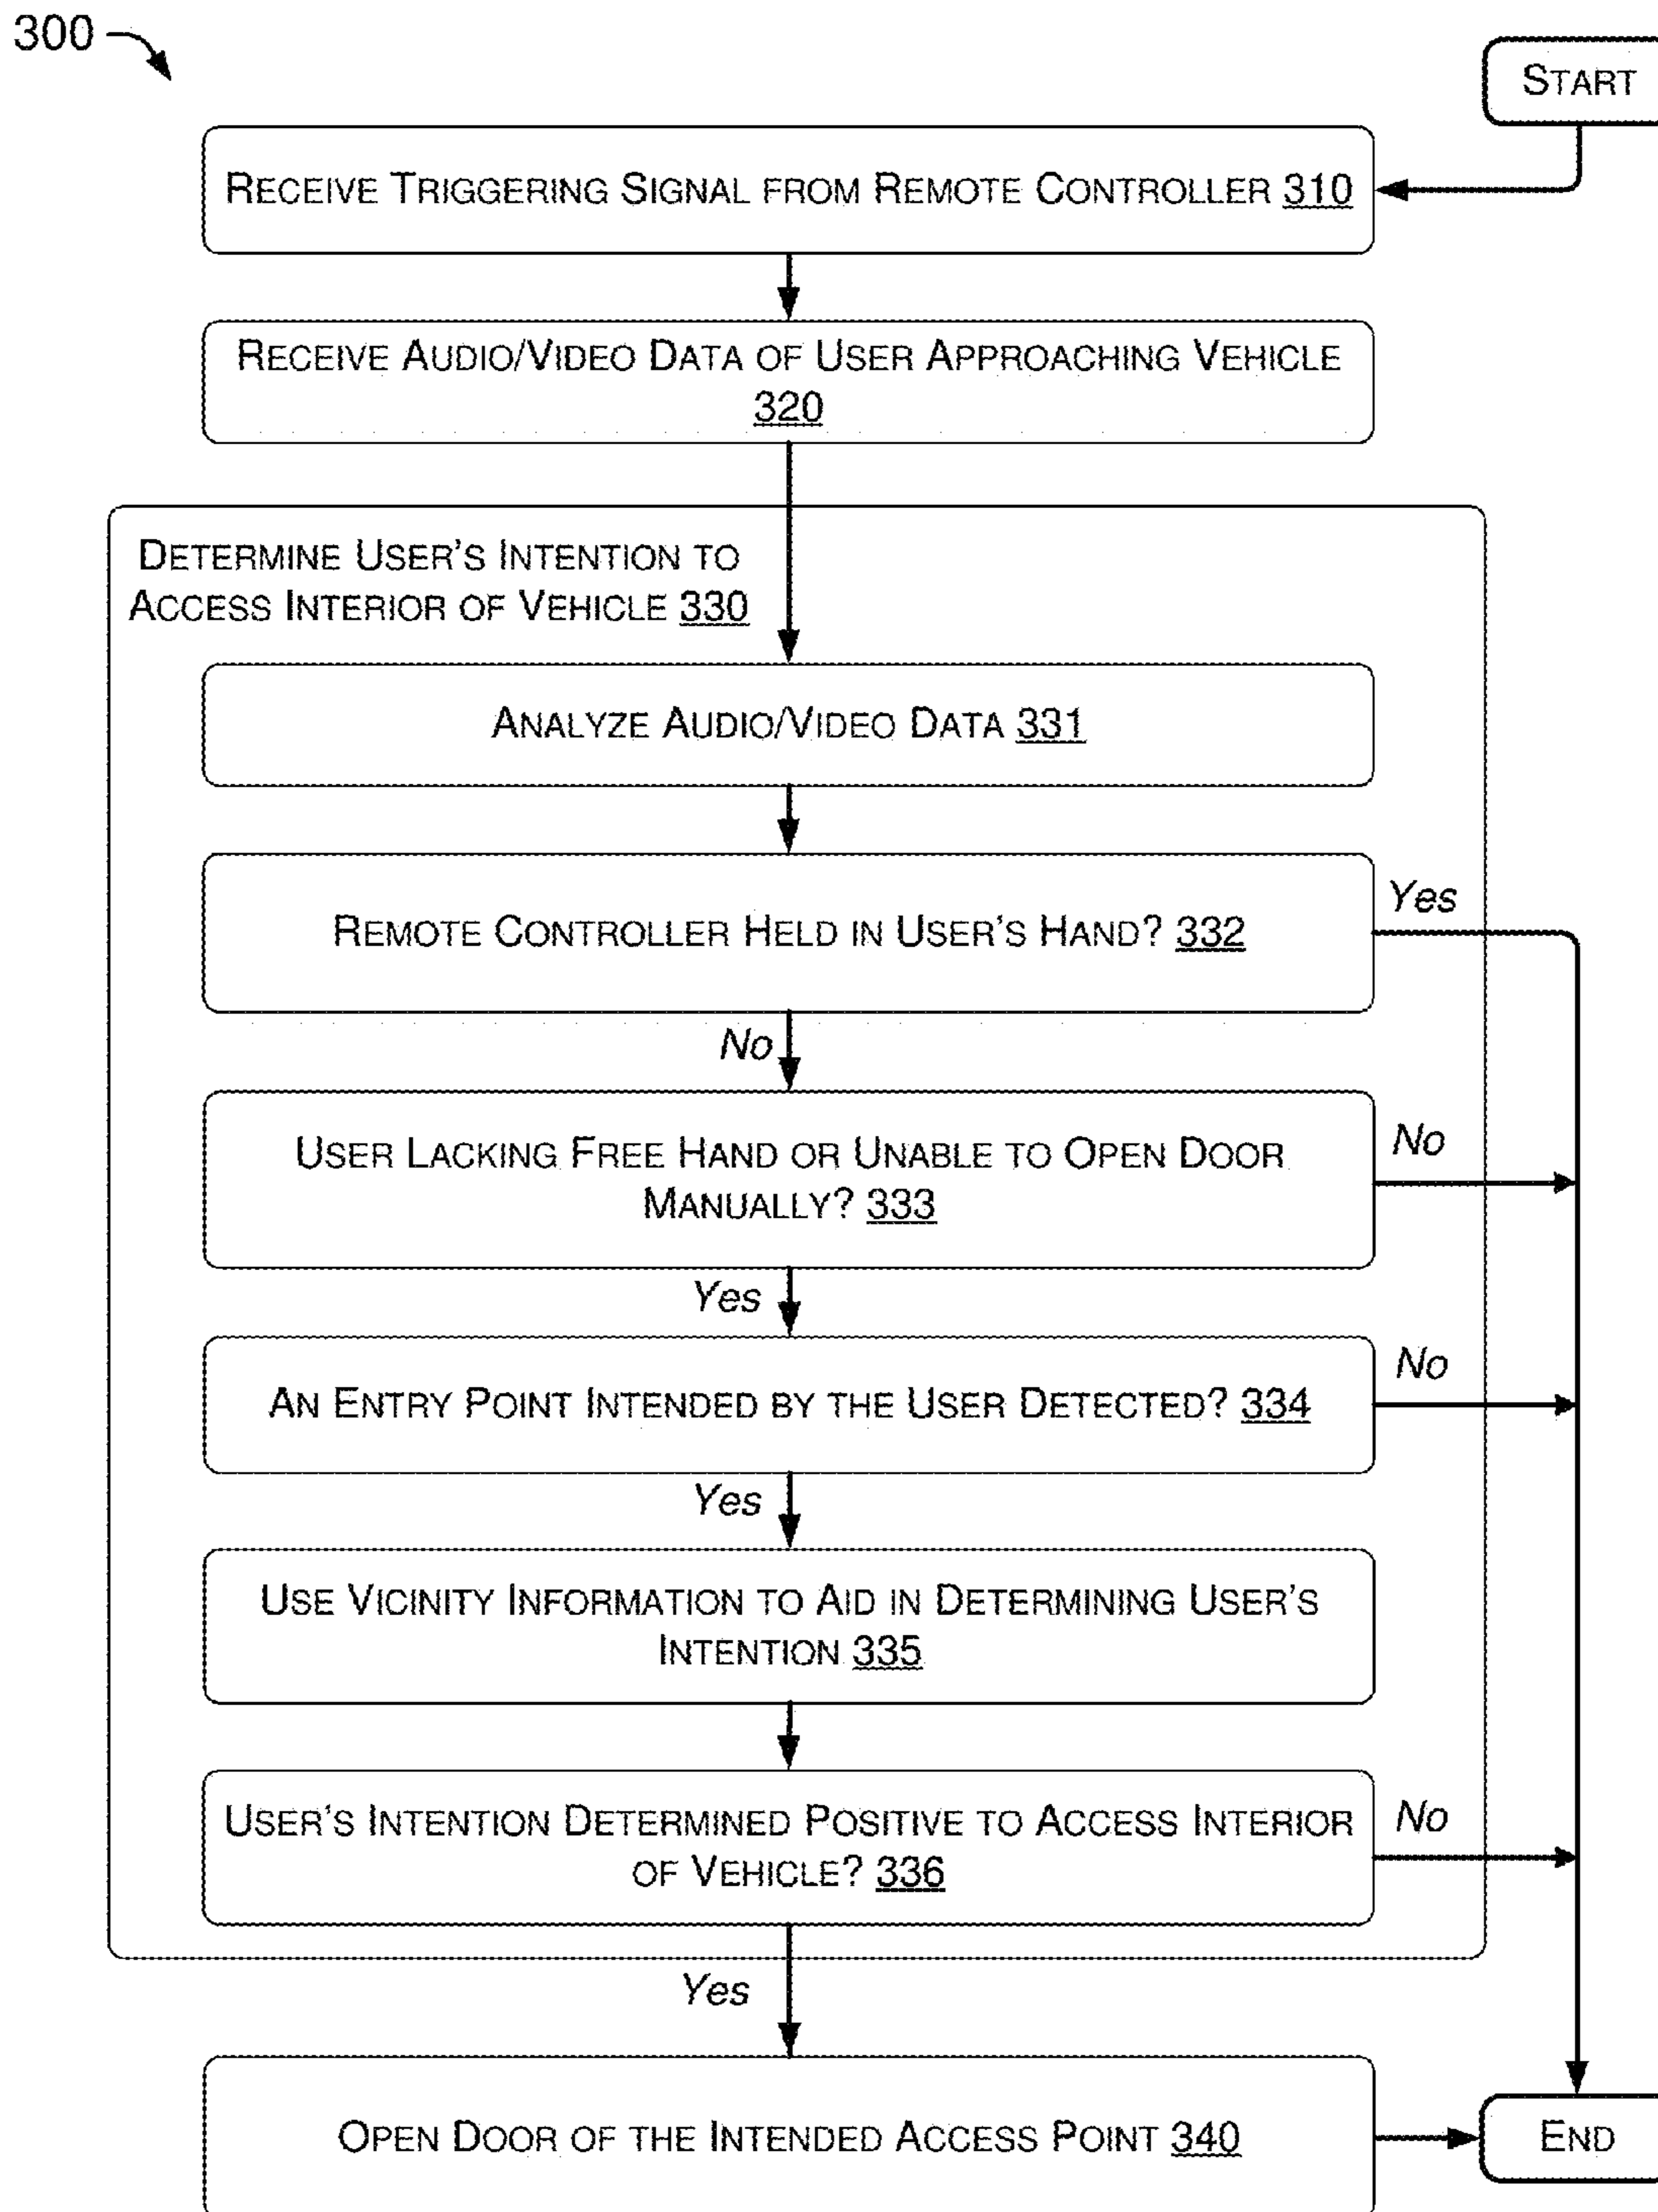 300
START
RECEIVE TRIGGERING SIGNAL FROM REMOTE CONTROLLER 310
RECEIVE AUDIO/VIDEO DATA OF USER APPROACHING VEHICLE
320
DETERMINE USER'S INTENTION TO
ACCESS INTERIOR OF VEHICLE 330
ANALYZE AUDIO/VIDEO DATA 331
REMOTE CONTROLLER HELD IN USER'S HAND? 332
Yes
No
USER LACKING FREE HAND OR UNABLE TO OPEN DOOR
MANUALLY? 333
No
Yes
AN ENTRY POINT INTENDED BY THE USER DETECTED? 334
No
Yes
USE VICINITY INFORMATION TO AID IN DETERMINING USER'S
INTENTION 335
USER'S INTENTION DETERMINED POSITIVE TO ACCESS INTERIOR
OF VEHICLE? 336
No
Yes
OPEN DOOR OF THE INTENDED ACCESS POINT 340
END